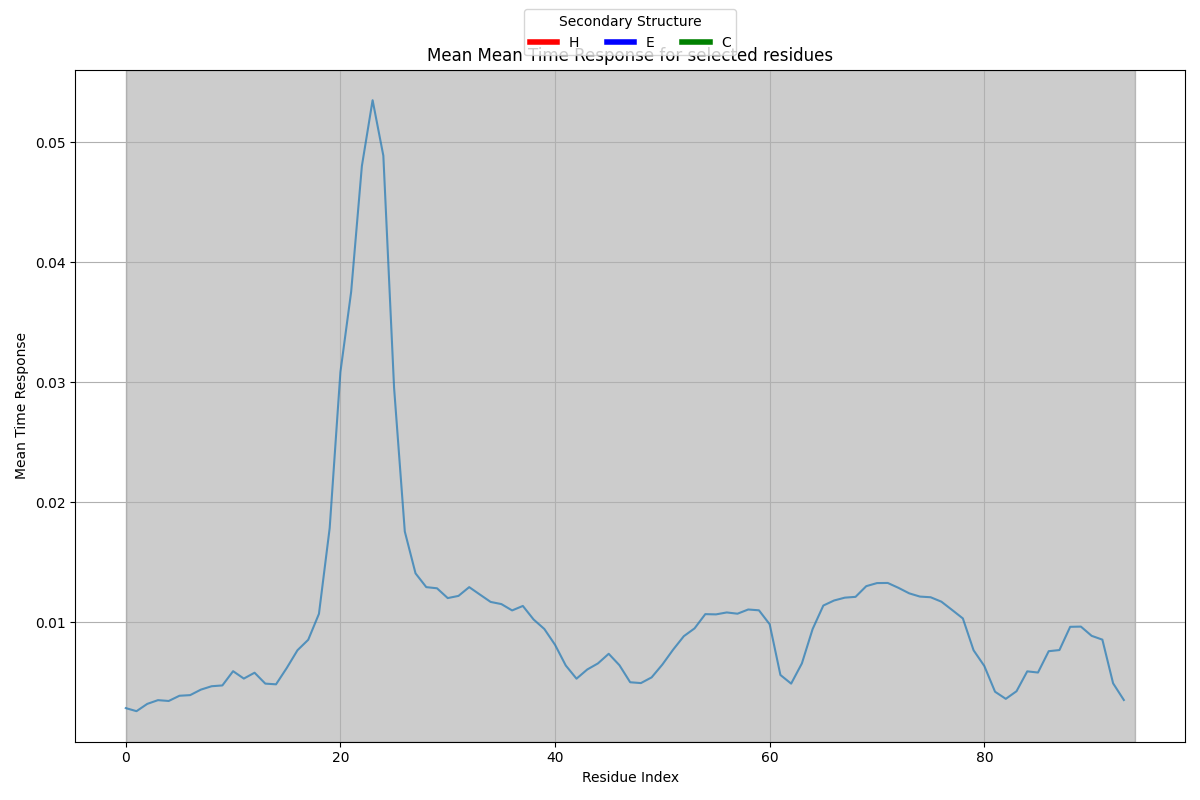 Secondary Structure
H E C
Mean Mean Time Response for selected residues
0.05
0.04
0.03
0.02
0.01
Mean Time Response
0 20 40 60 80
Residue Index